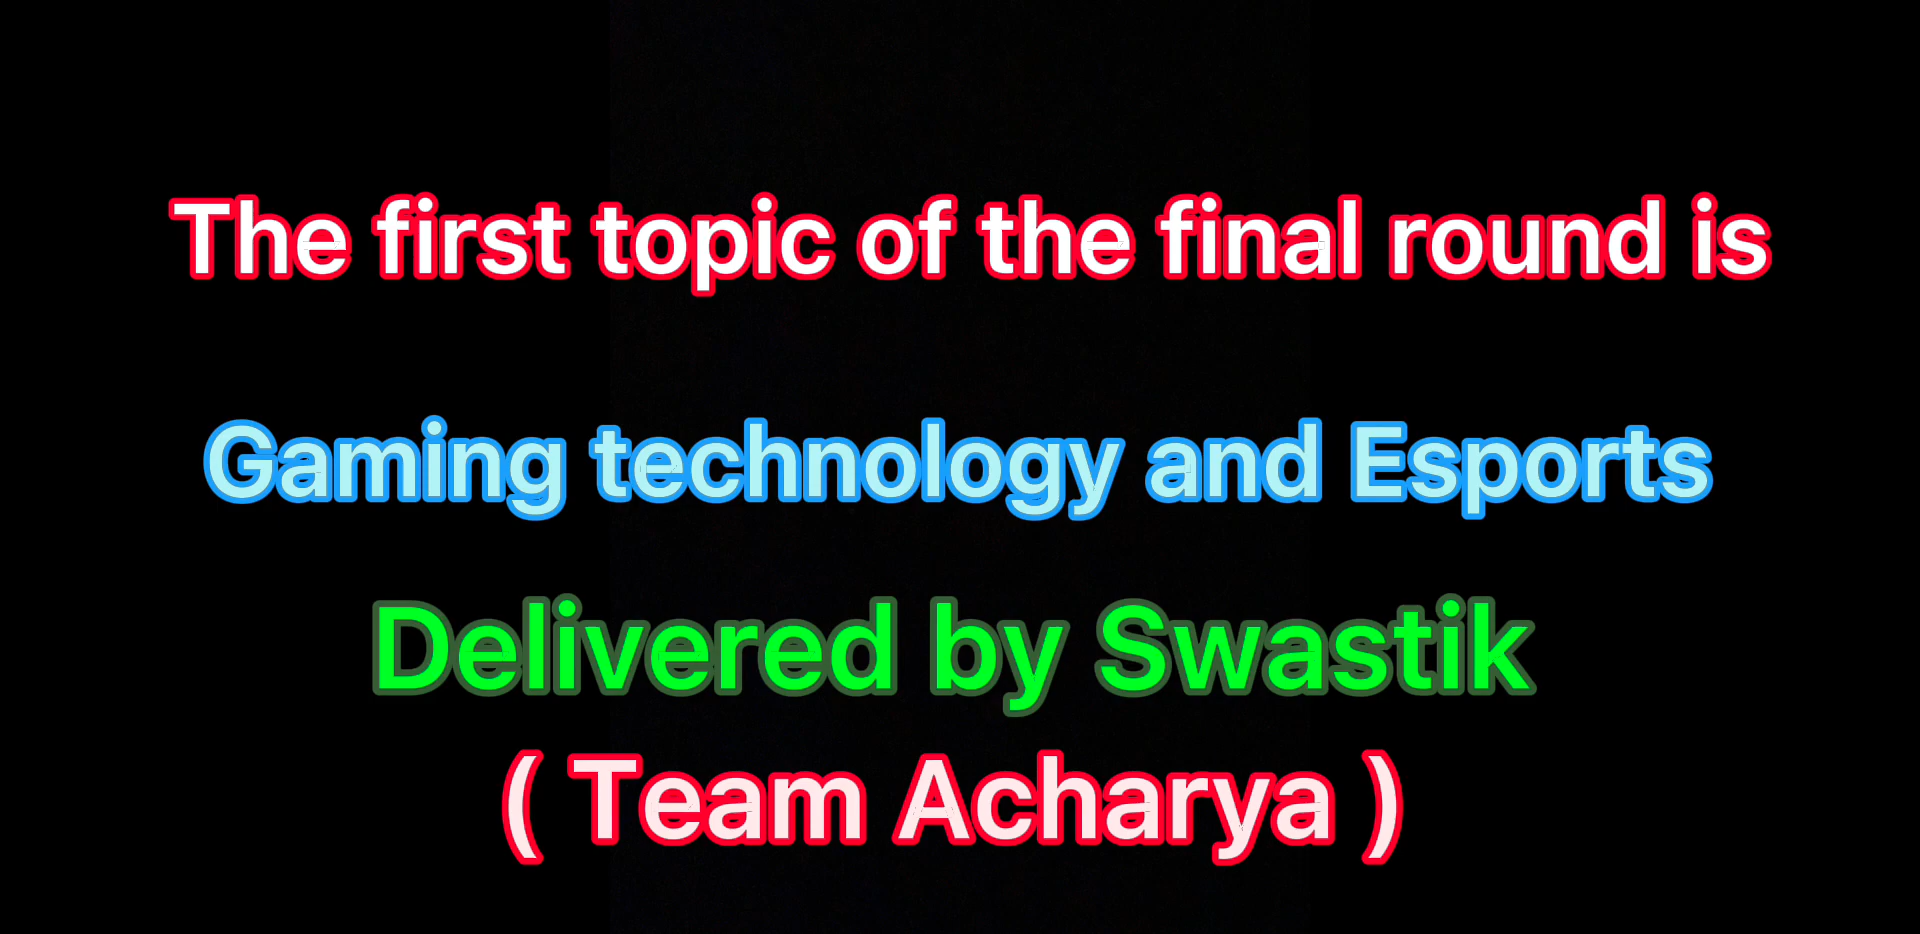 The first topic of the final round is
Gaming technology and Esports
Delivered by Swastik
( Team Acharya )